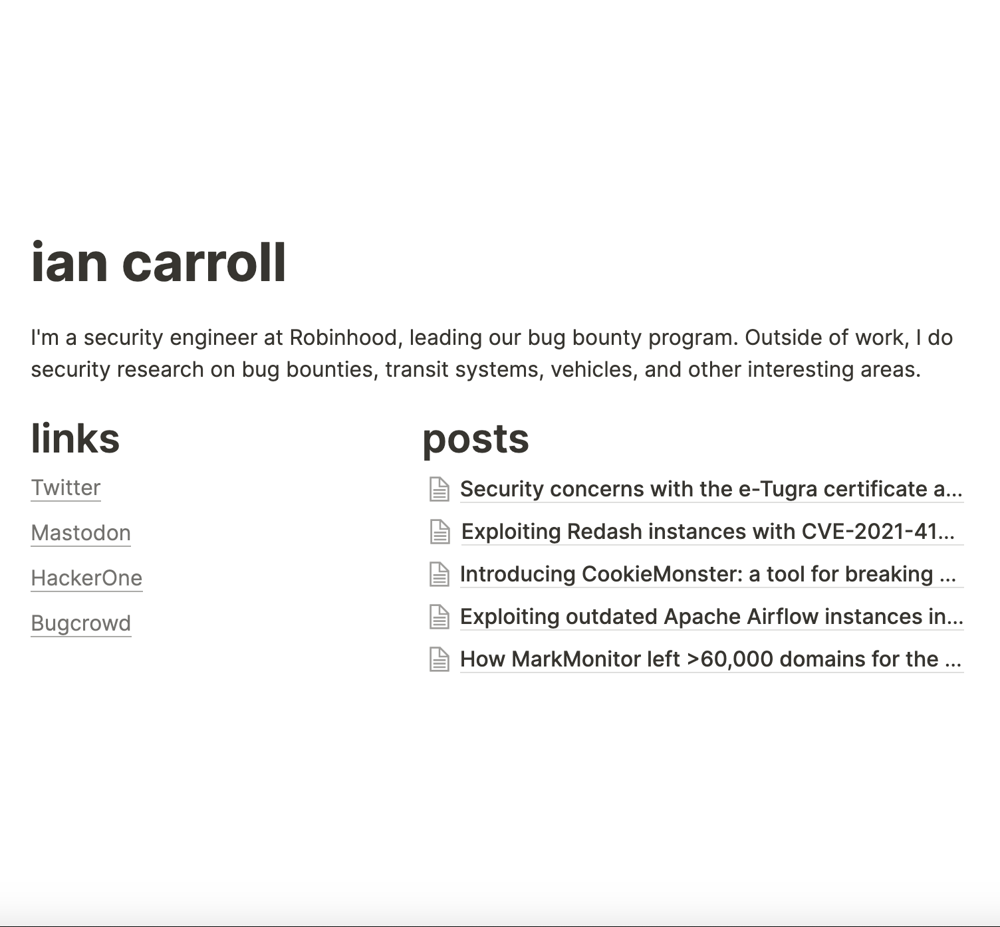 ian carroll
I'm a security engineer at Robinhood, leading our bug bounty program. Outside of work, I do
security research on bug bounties, transit systems, vehicles, and other interesting areas.
links
Twitter
Mastodon
HackerOne
Bugcrowd
posts
Security concerns with the e-Tugra certificate a...
Exploiting Redash instances with CVE-2021-41...
Introducing CookieMonster: a tool for breaking ...
Exploiting outdated Apache Airflow instances in...
How MarkMonitor left >60,000 domains for the ...